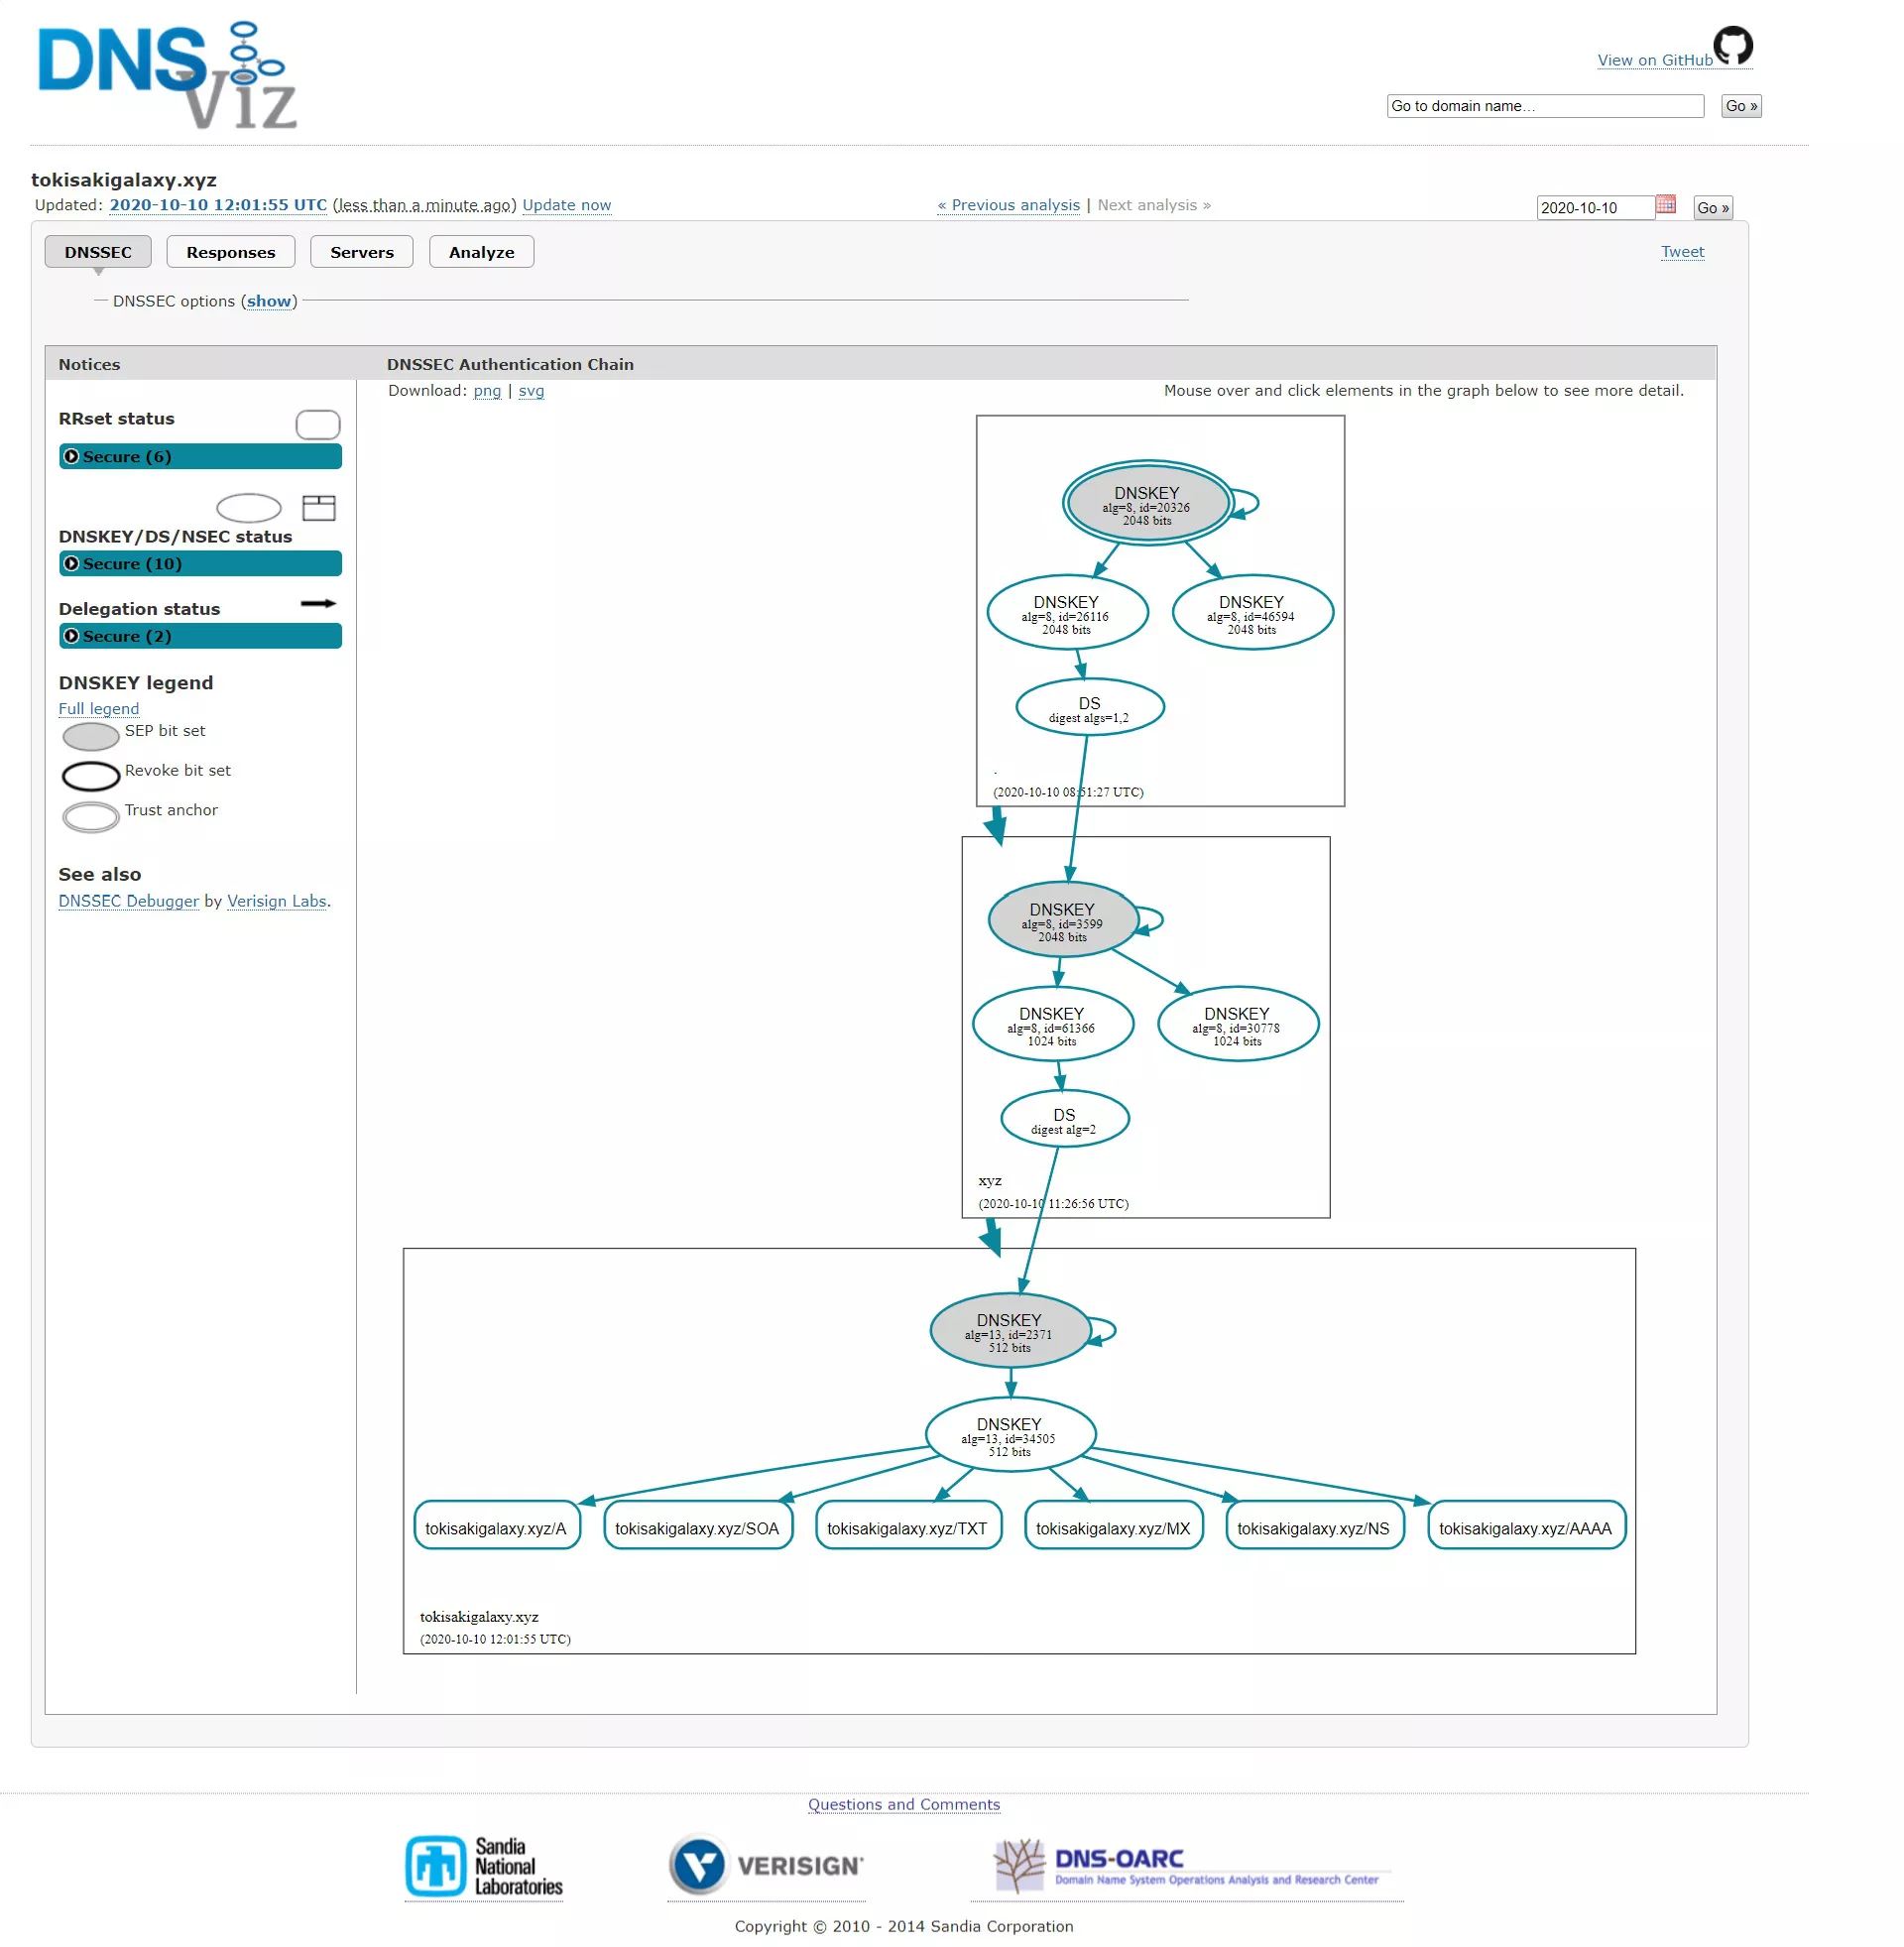 DNS
Viz
View on GitHub
Go to domain name…
Go »
tokisakigalaxy.xyz
Updated: 2020-10-10 12:01:55 UTC (less than a minute ago) Update now
« Previous analysis | Next analysis »
2020-10-10
Go »
DNSSEC
Responses
Servers
Analyze
Tweet
DNSSEC options (show)
Notices
DNSSEC Authentication Chain
Download: png | svg
Mouse over and click elements in the graph below to see more detail.
RRset status
Secure (6)
DNSKEY/DS/NSEC status
Secure (10)
Delegation status
Secure (2)
DNSKEY legend
Full legend
SEP bit set
Revoke bit set
Trust anchor
See also
DNSSEC Debugger by Verisign Labs.
DNSKEY
alg=8, id=20326
2048 bits
DNSKEY
alg=8, id=26116
2048 bits
DNSKEY
alg=8, id=46594
2048 bits
DS
digest algs=1,2
.
(2020-10-10 08:51:27 UTC)
DNSKEY
alg=8, id=3599
2048 bits
DNSKEY
alg=8, id=61366
1024 bits
DNSKEY
alg=8, id=30778
1024 bits
DS
digest alg=2
xyz
(2020-10-10 11:26:56 UTC)
DNSKEY
alg=13, id=2371
512 bits
DNSKEY
alg=13, id=34505
512 bits
tokisakigalaxy.xyz/A
tokisakigalaxy.xyz/SOA
tokisakigalaxy.xyz/TXT
tokisakigalaxy.xyz/MX
tokisakigalaxy.xyz/NS
tokisakigalaxy.xyz/AAAA
tokisakigalaxy.xyz
(2020-10-10 12:01:55 UTC)
Questions and Comments
Sandia
National
Laboratories
VERISIGN
DNS-OARC
Domain Name System Operations Analysis and Research Center
Copyright © 2010 - 2014 Sandia Corporation